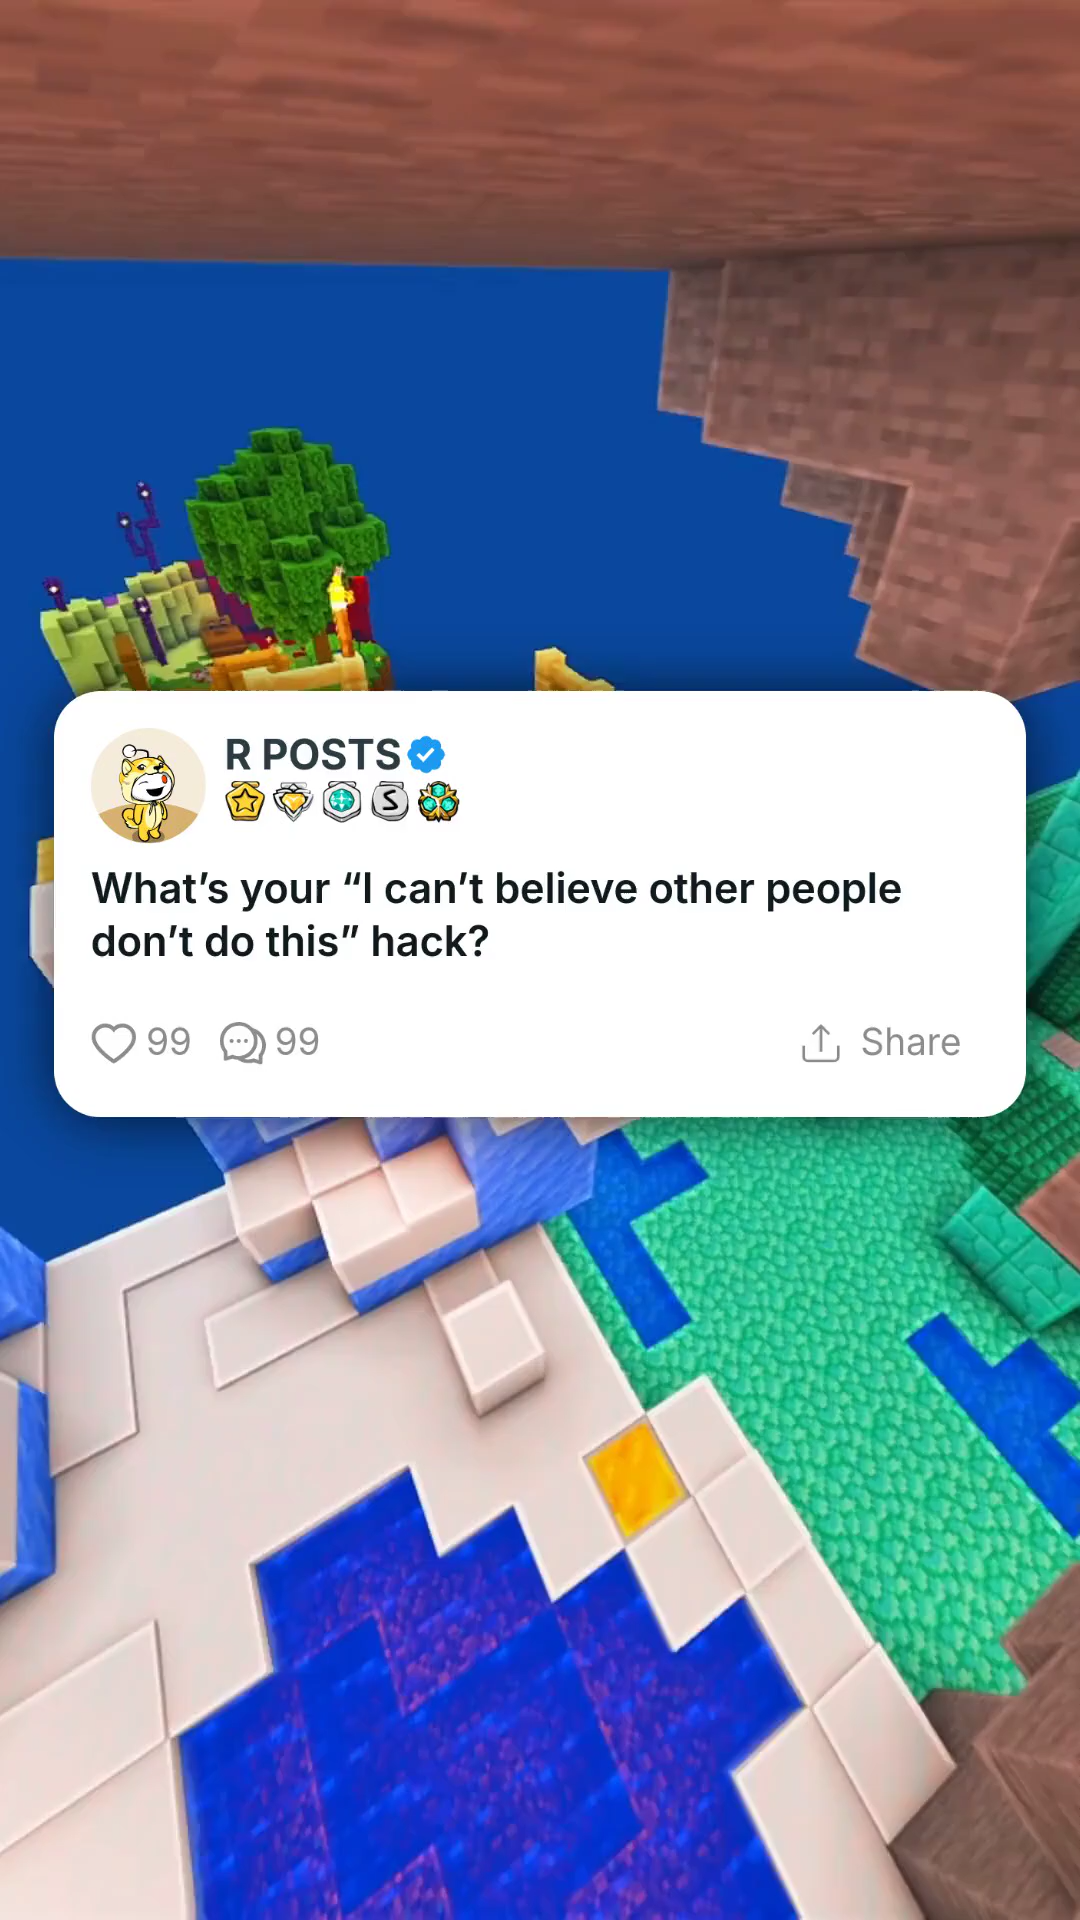 R POSTS
What’s your “I can’t believe other people
don’t do this” hack?
99 99 Share